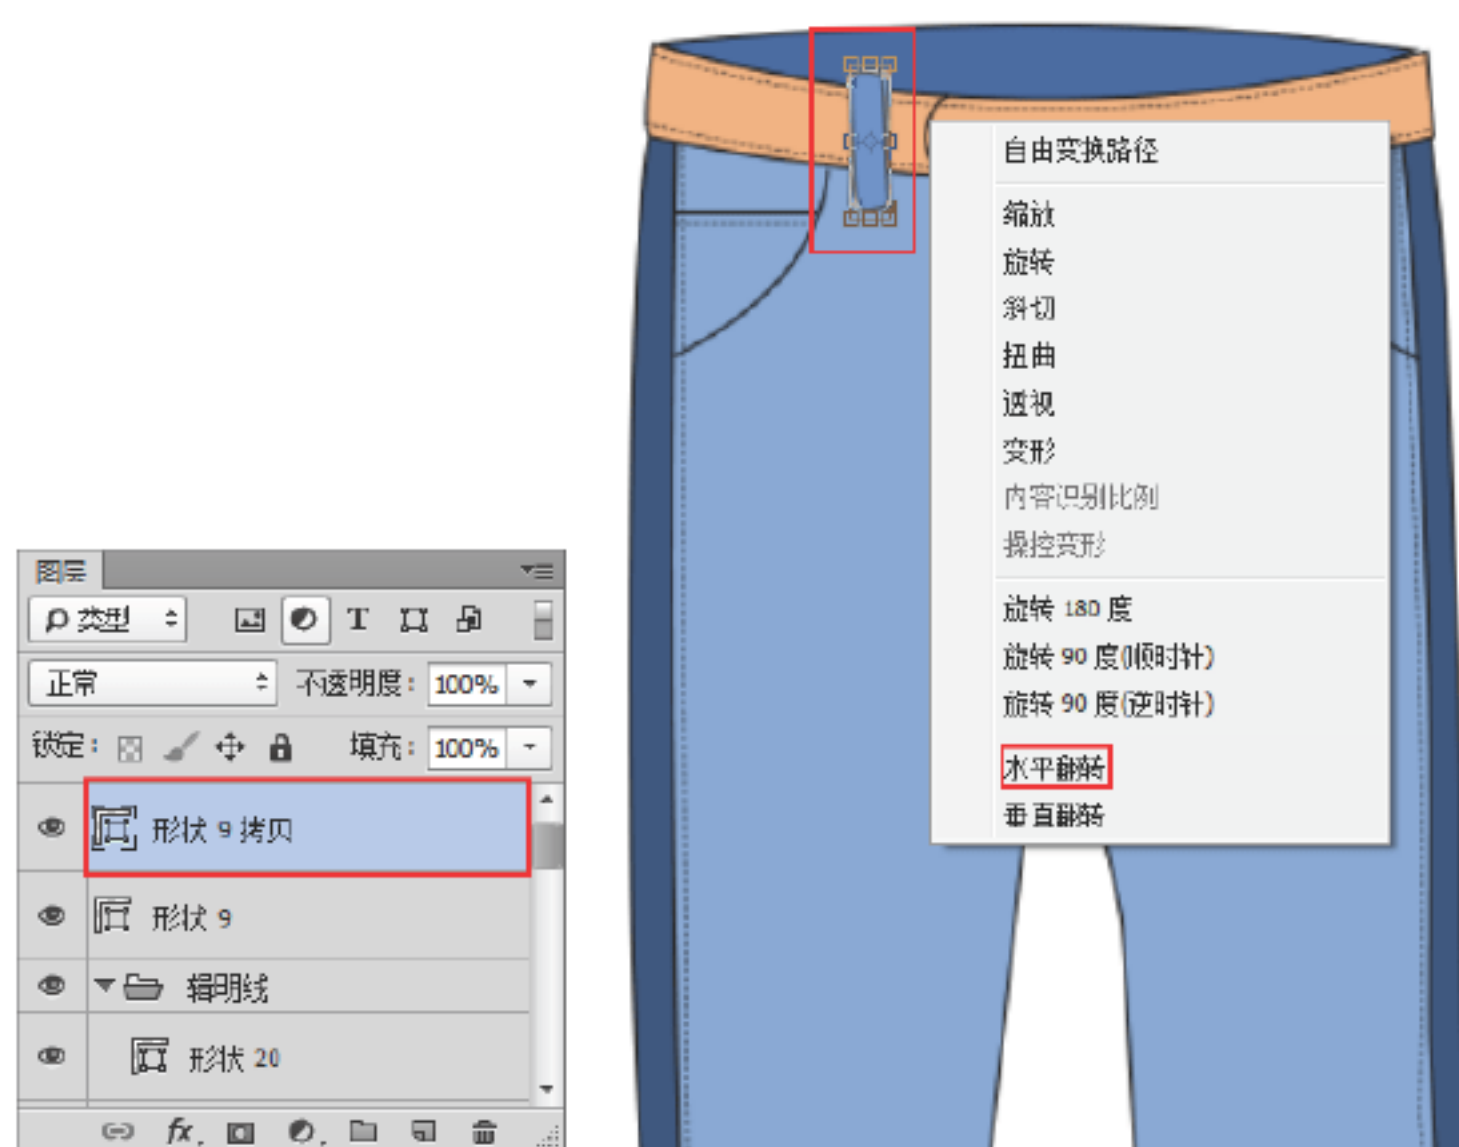 自由变换路径
缩放
旋转
斜切
扭曲
透视
变形
内容识别比例
操控变形
旋转 180 度
旋转 90 度(顺时针)
旋转 90 度(逆时针)
水平翻转
垂直翻转
图层
类型
T
正常 不透明度: 100%
锁定: 填充: 100%
形状 9 拷贝
形状 9
辑明线
形状 20
fx